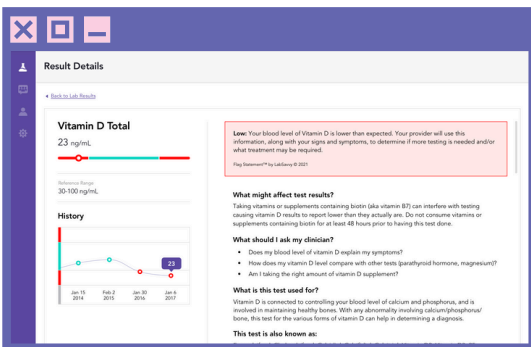 Result Details
Back to Lab Results
Vitamin D Total
23 ng/mL
Reference Range
30-100 ng/mL
History
23
Jan 15 2014
Feb 2 2015
Jan 30 2016
Jan 6 2017
Low: Your blood level of Vitamin D is lower than expected. Your provider will use this
information, along with your signs and symptoms, to determine if more testing is needed and/or
what treatment may be required.
Flag Statement™ by LabSavvy © 2021
What might affect test results?
Taking vitamins or supplements containing biotin (aka vitamin B7) can interfere with testing
causing vitamin D results to report lower than they actually are. Do not consume vitamins or
supplements containing biotin for at least 48 hours prior to having this test done.
What should I ask my clinician?
• Does my blood level of vitamin D explain my symptoms?
• How does my vitamin D level compare with other tests (parathyroid hormone, magnesium)?
• Am I taking the right amount of vitamin D supplement?
What is this test used for?
Vitamin D is connected to controlling your blood level of calcium and phosphorus, and is
involved in maintaining healthy bones. With any abnormality involving calcium/phosphorus/
bone, this test for the various forms of vitamin D can help in determining a diagnosis.
This test is also known as: